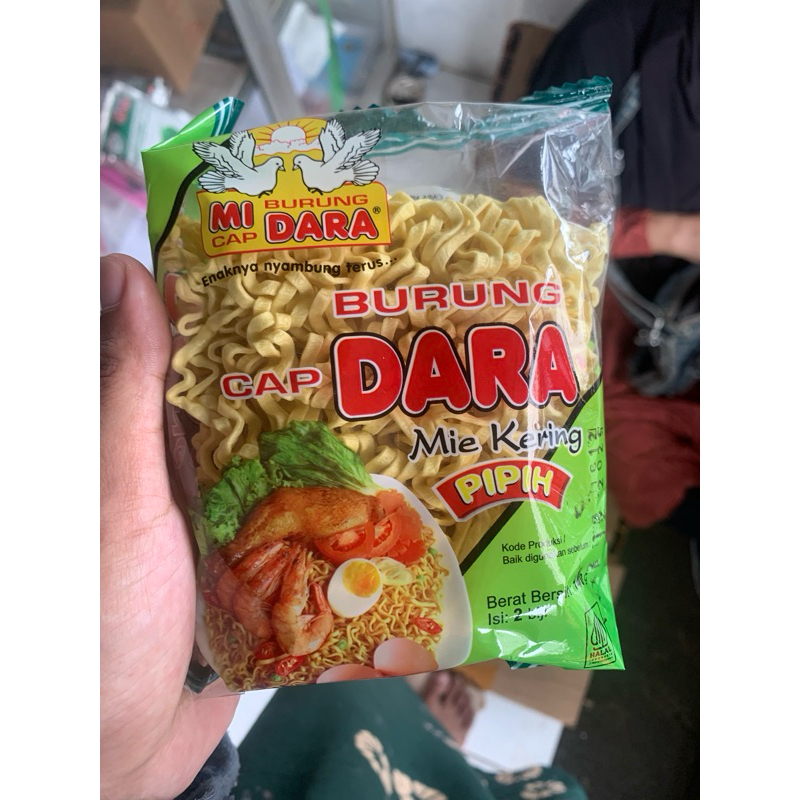 MI BURUNG
CAP DARA®
Enaknya nyambung terus...
BURUNG
CAP DARA
Mie Kering
PIPIH
Kode Produksi /
Baik digunakan sebelum
Berat Bersih
Isi: 2 biji
HALAL